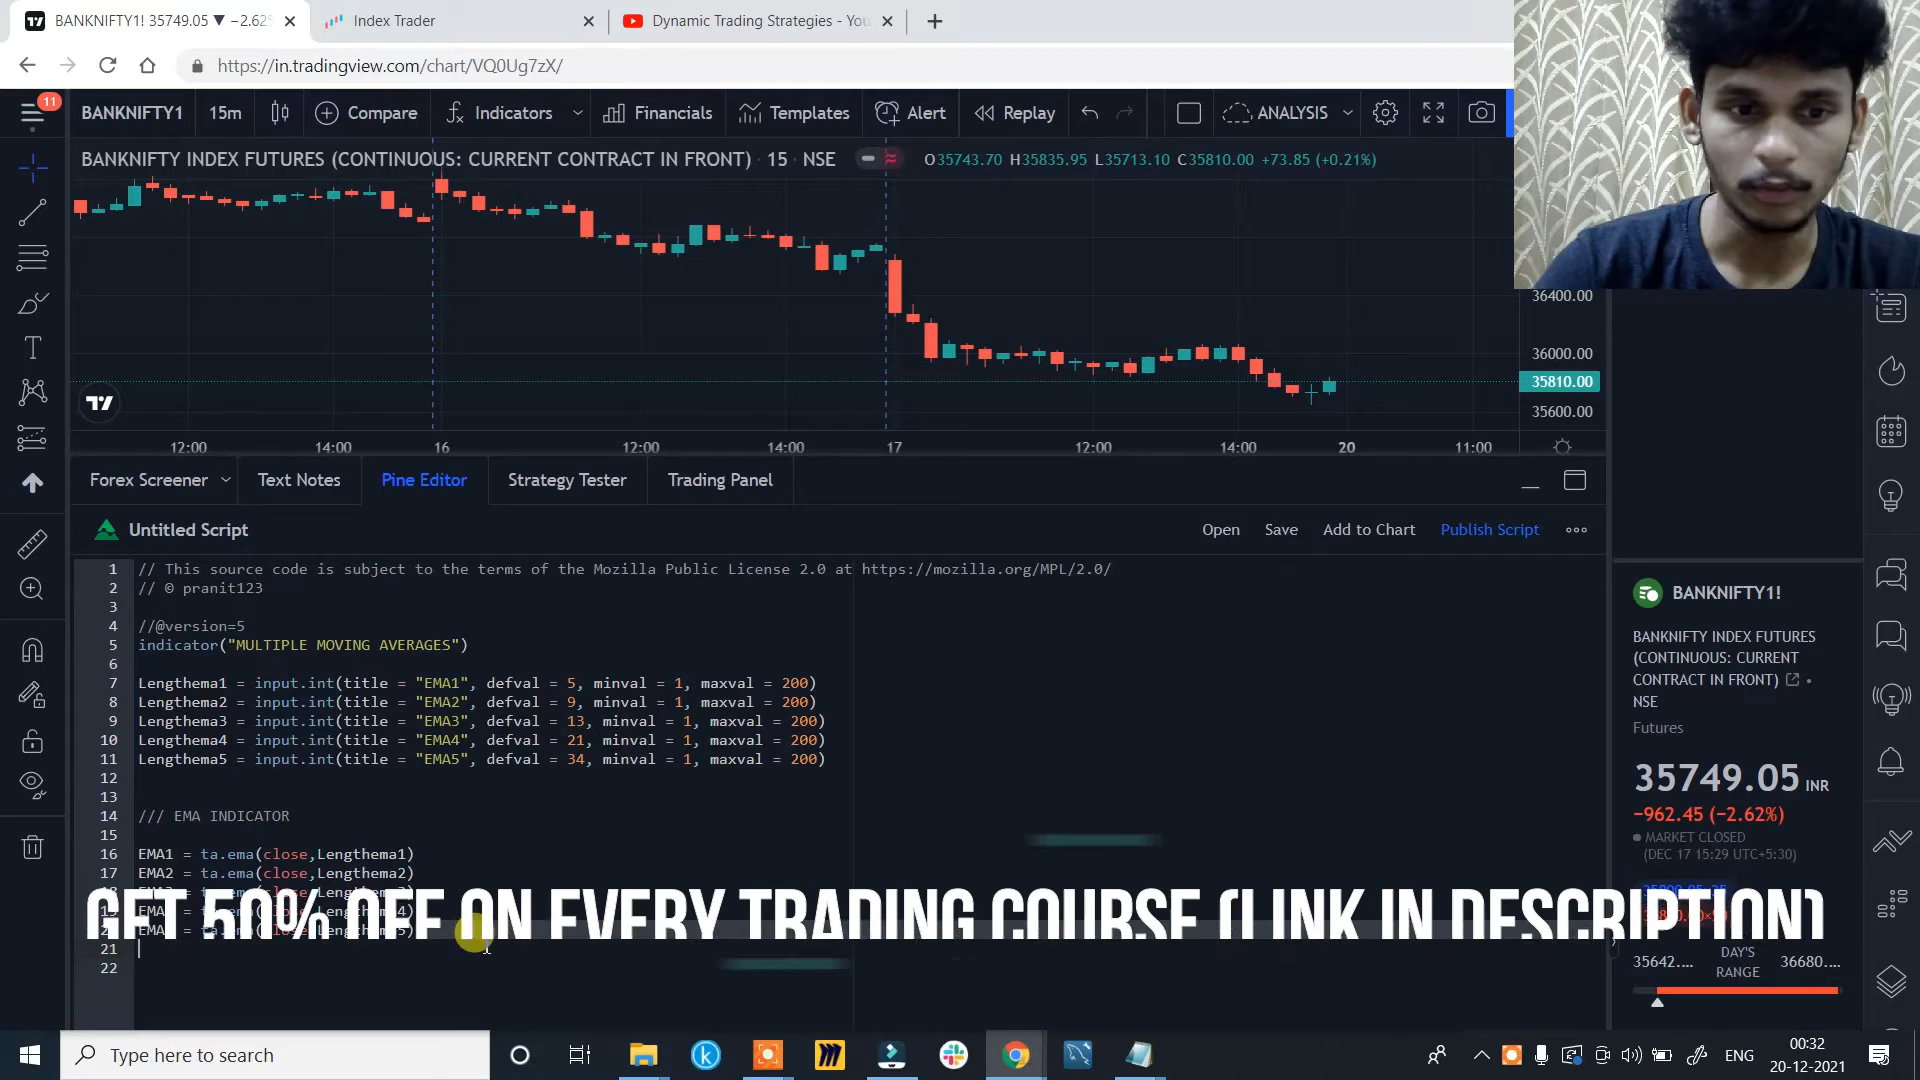 BANKNIFTY1! 35749.05 ▼ −2.62%
Index Trader
Dynamic Trading Strategies - You
https://in.tradingview.com/chart/VQ0Ug7zX/
11
BANKNIFTY1
15m
Compare
Indicators
Financials
Templates
Alert
Replay
ANALYSIS
BANKNIFTY INDEX FUTURES (CONTINUOUS: CURRENT CONTRACT IN FRONT) · 15 · NSE
O35743.70 H35835.95 L35713.10 C35810.00 +73.85 (+0.21%)
36400.00
36000.00
35810.00
35600.00
12:00 14:00 16 12:00 14:00 17 12:00 14:00 20 11:00
Forex Screener
Text Notes
Pine Editor
Strategy Tester
Trading Panel
Untitled Script
Open
Save
Add to Chart
Publish Script
1 // This source code is subject to the terms of the Mozilla Public License 2.0 at https://mozilla.org/MPL/2.0/
2 // © pranit123
3
4 //@version=5
5 indicator("MULTIPLE MOVING AVERAGES")
6
7 Lengthema1 = input.int(title = "EMA1", defval = 5, minval = 1, maxval = 200)
8 Lengthema2 = input.int(title = "EMA2", defval = 9, minval = 1, maxval = 200)
9 Lengthema3 = input.int(title = "EMA3", defval = 13, minval = 1, maxval = 200)
10 Lengthema4 = input.int(title = "EMA4", defval = 21, minval = 1, maxval = 200)
11 Lengthema5 = input.int(title = "EMA5", defval = 34, minval = 1, maxval = 200)
12
13
14 /// EMA INDICATOR
15
16 EMA1 = ta.ema(close,Lengthema1)
17 EMA2 = ta.ema(close,Lengthema2)
GET 50% OFF ON EVERY TRADING COURSE (LINK IN DESCRIPTION)
21
22
BANKNIFTY1!
BANKNIFTY INDEX FUTURES
(CONTINUOUS: CURRENT
CONTRACT IN FRONT) •
NSE
Futures
35749.05 INR
−962.45 (−2.62%)
MARKET CLOSED
(DEC 17 15:29 UTC+5:30)
35642.... DAY'S RANGE 36680....
Type here to search
ENG
00:32
20-12-2021